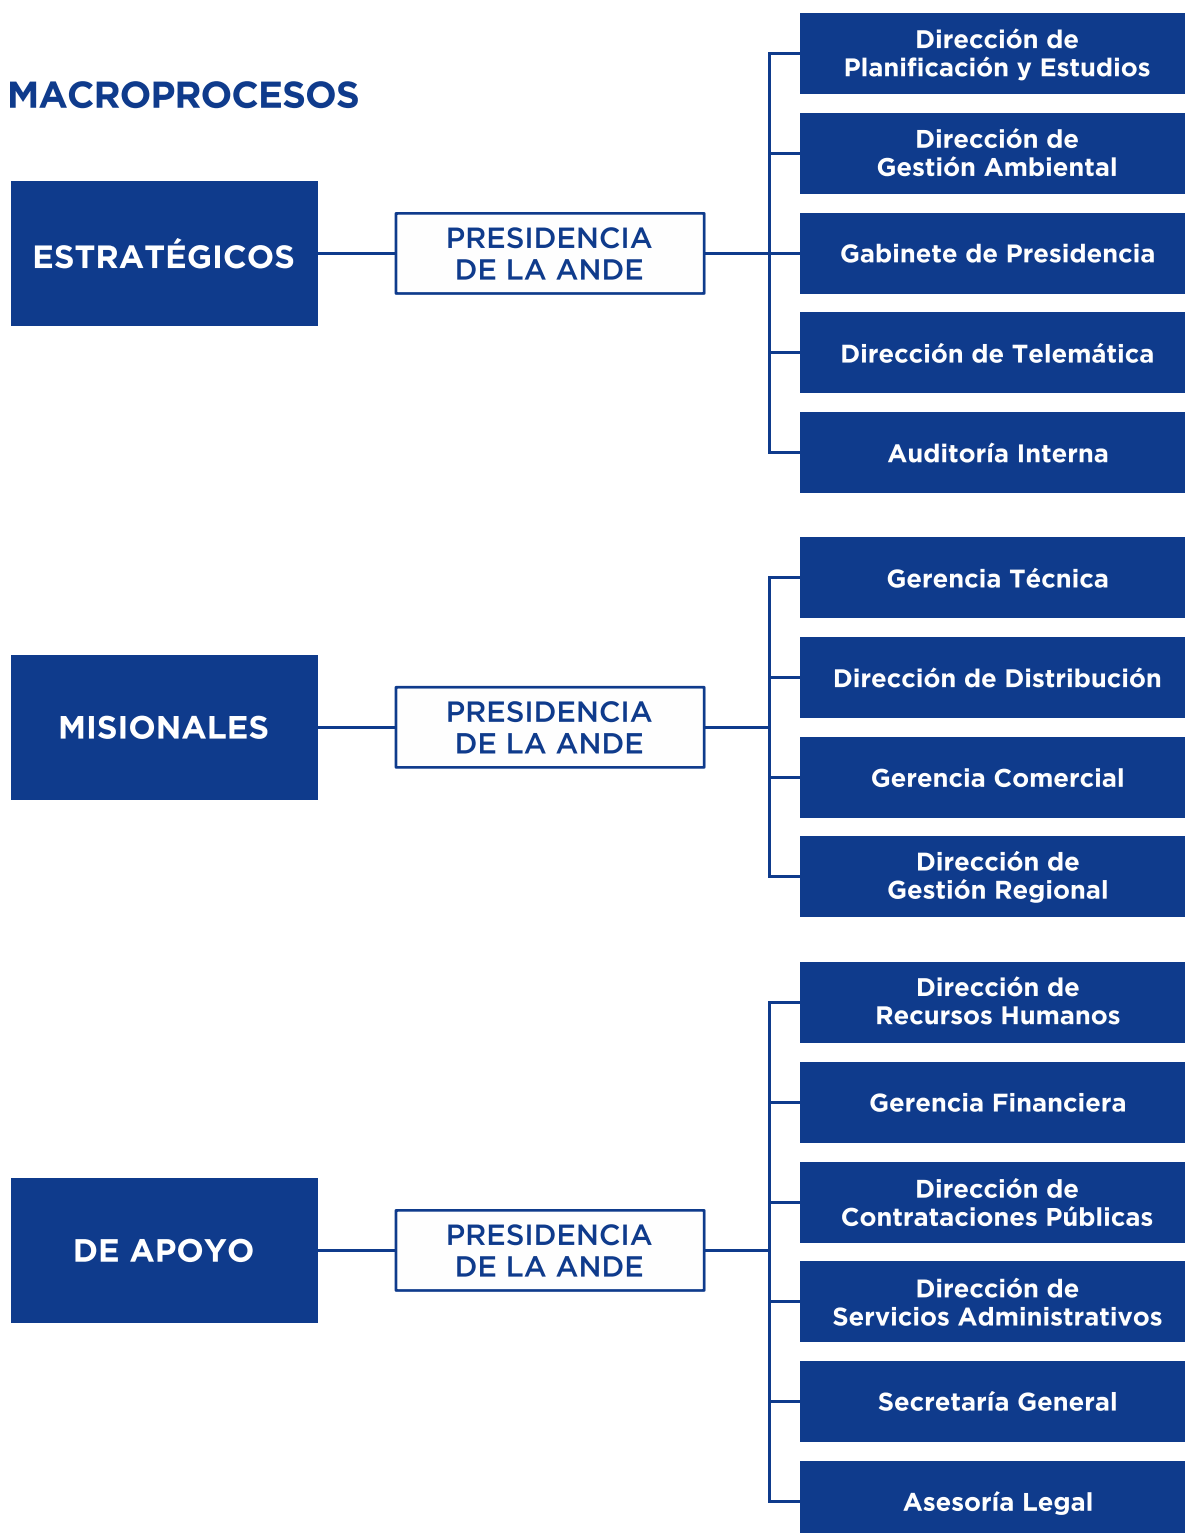 MACROPROCESOS
ESTRATÉGICOS
PRESIDENCIA
DE LA ANDE
Dirección de
Planificación y Estudios
Dirección de
Gestión Ambiental
Gabinete de Presidencia
Dirección de Telemática
Auditoría Interna
MISIONALES
PRESIDENCIA
DE LA ANDE
Gerencia Técnica
Dirección de Distribución
Gerencia Comercial
Dirección de
Gestión Regional
DE APOYO
PRESIDENCIA
DE LA ANDE
Dirección de
Recursos Humanos
Gerencia Financiera
Dirección de
Contrataciones Públicas
Dirección de
Servicios Administrativos
Secretaría General
Asesoría Legal